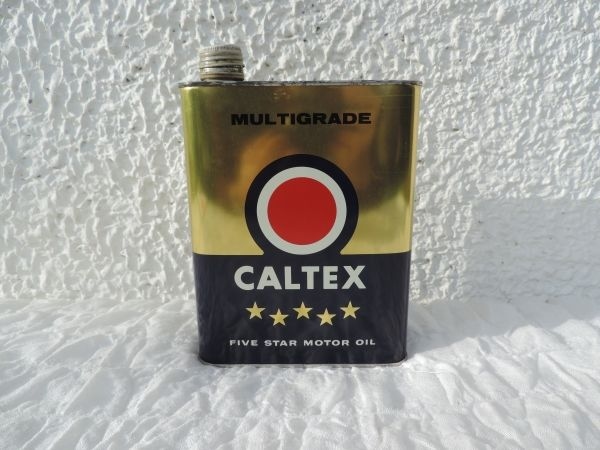 MULTIGRADE
CALTEX
FIVE STAR MOTOR OIL